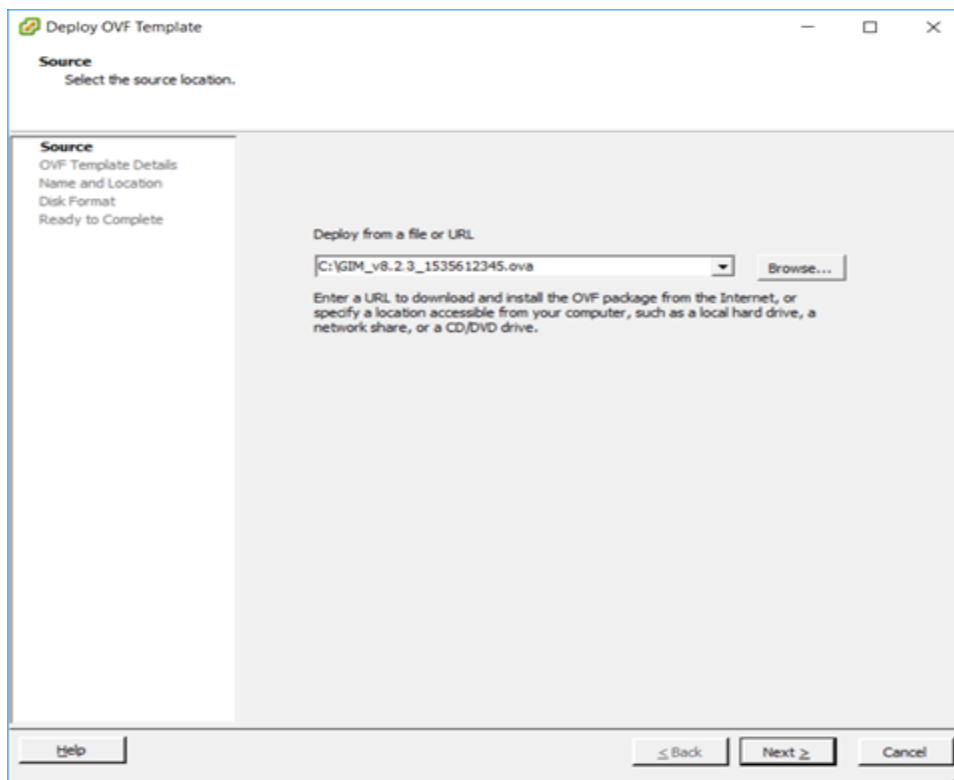 Deploy OVF Template
Source
Select the source location.
Source
OVF Template Details
Name and Location
Disk Format
Ready to Complete
Deploy from a file or URL
C:\GIM_v8.2.3_1535612345.ova
Browse...
Enter a URL to download and install the OVF package from the Internet, or
specify a location accessible from your computer, such as a local hard drive, a
network share, or a CD/DVD drive.
Help
≤ Back
Next ≥
Cancel